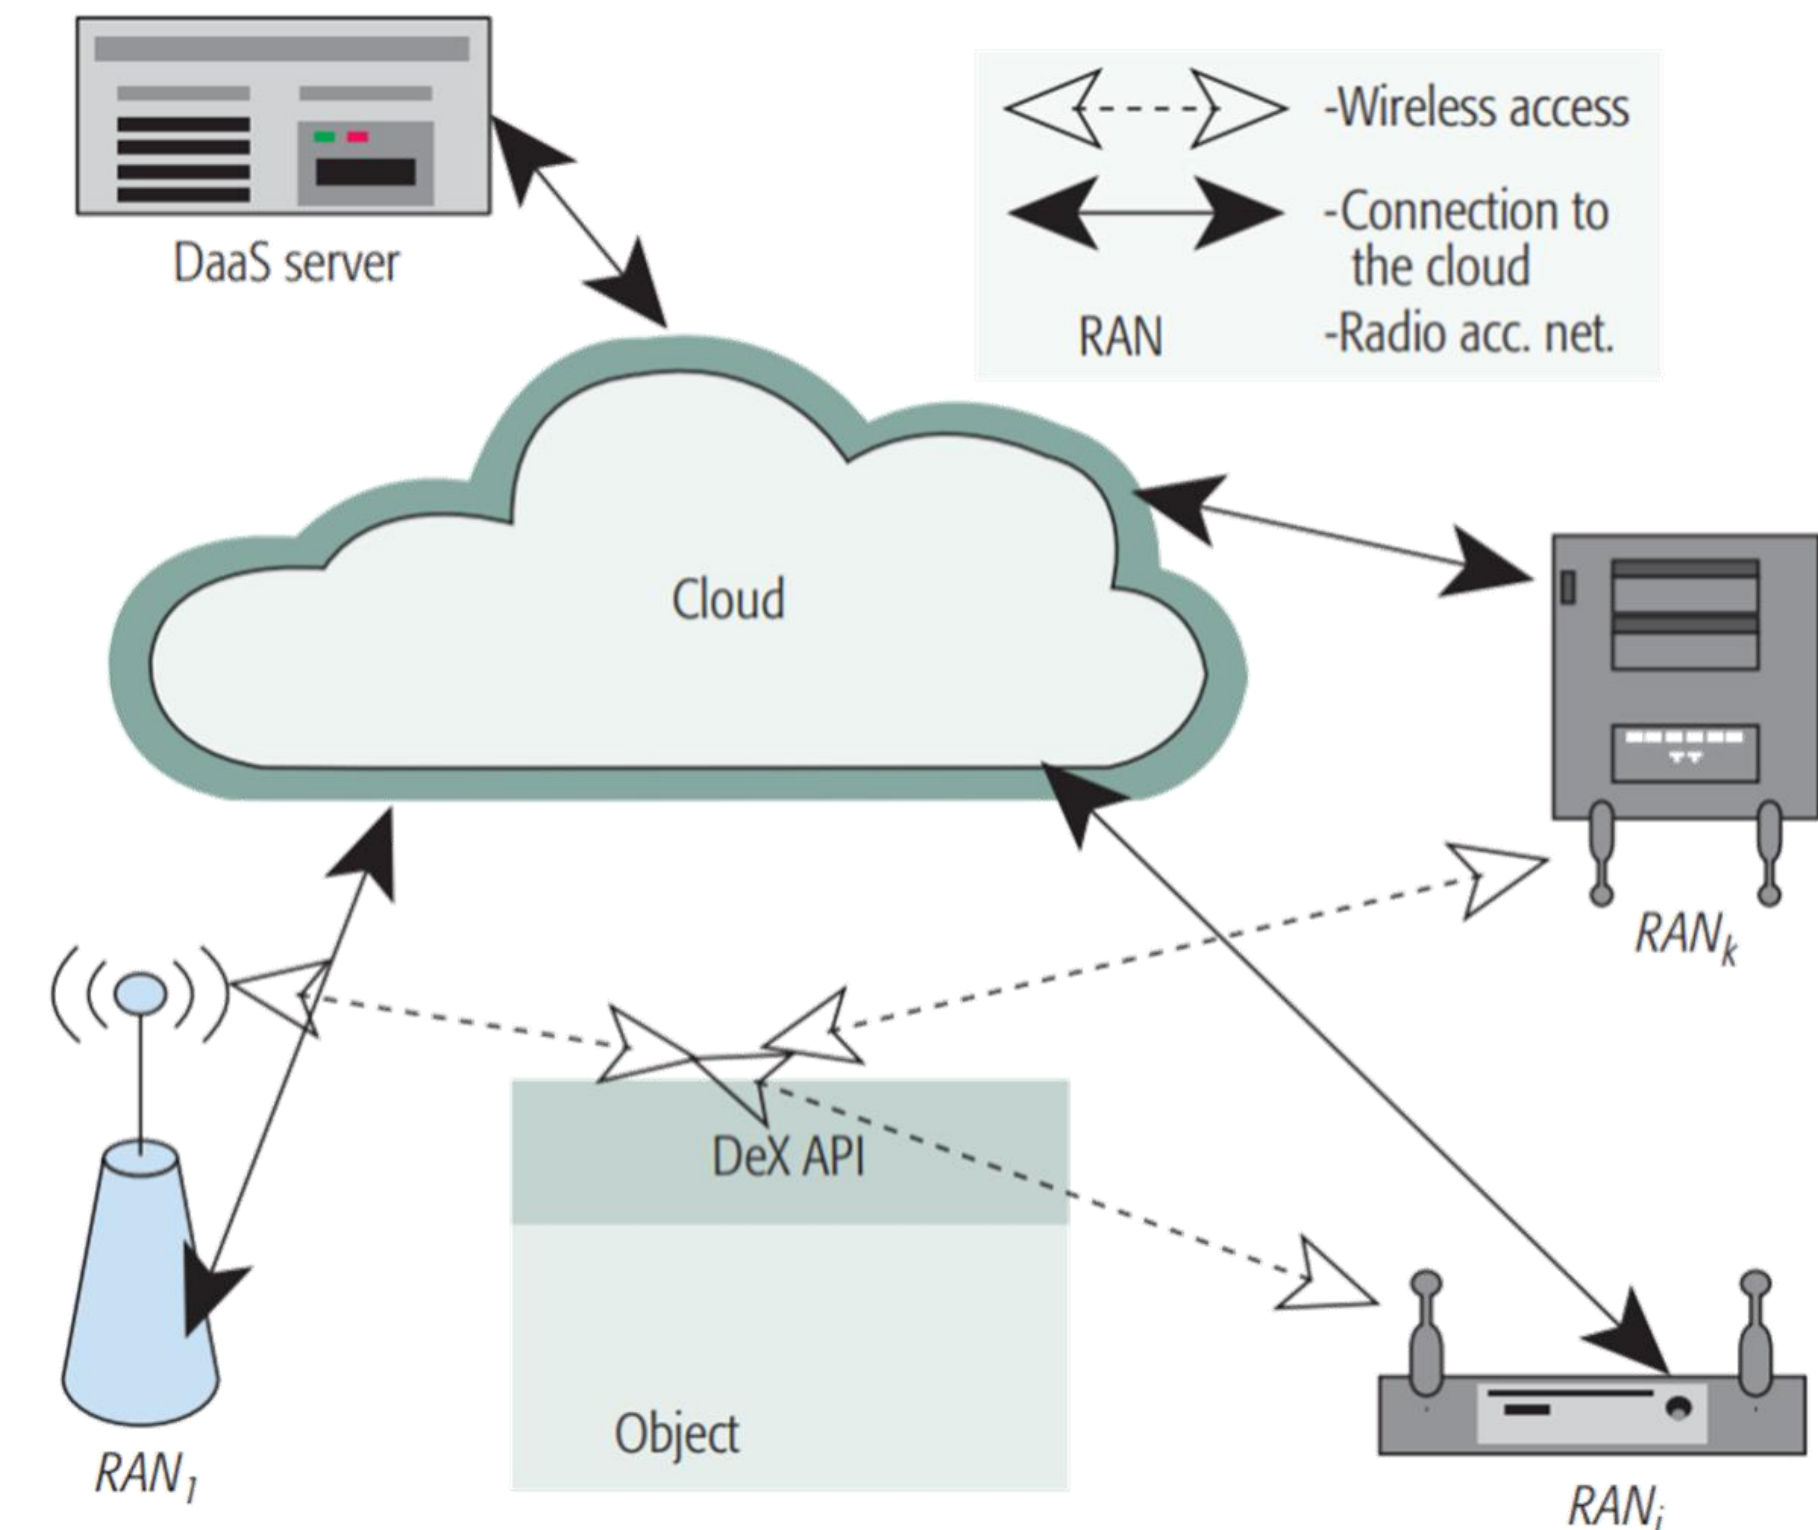 DaaS server
-Wireless access
-Connection to
the cloud
RAN -Radio acc. net.
Cloud
RANk
DeX API
Object
RAN1
RANi